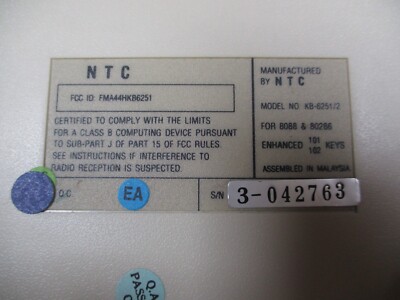 NTC
FCC ID: FMA44HKB6251
CERTIFIED TO COMPLY WITH THE LIMITS
FOR A CLASS B COMPUTING DEVICE PURSUANT
TO SUB-PART J OF PART 15 OF FCC RULES.
SEE INSTRUCTIONS IF INTERFERENCE TO
RADIO RECEPTION IS SUSPECTED.
MANUFACTURED
BY NTC
MODEL NO KB-6251/2
FOR 8088 & 80286
ENHANCED 101 KEYS
102
ASSEMBLED IN MALAYSIA
Q.C.
EA
S/N 3-042763
Q.A
PASS